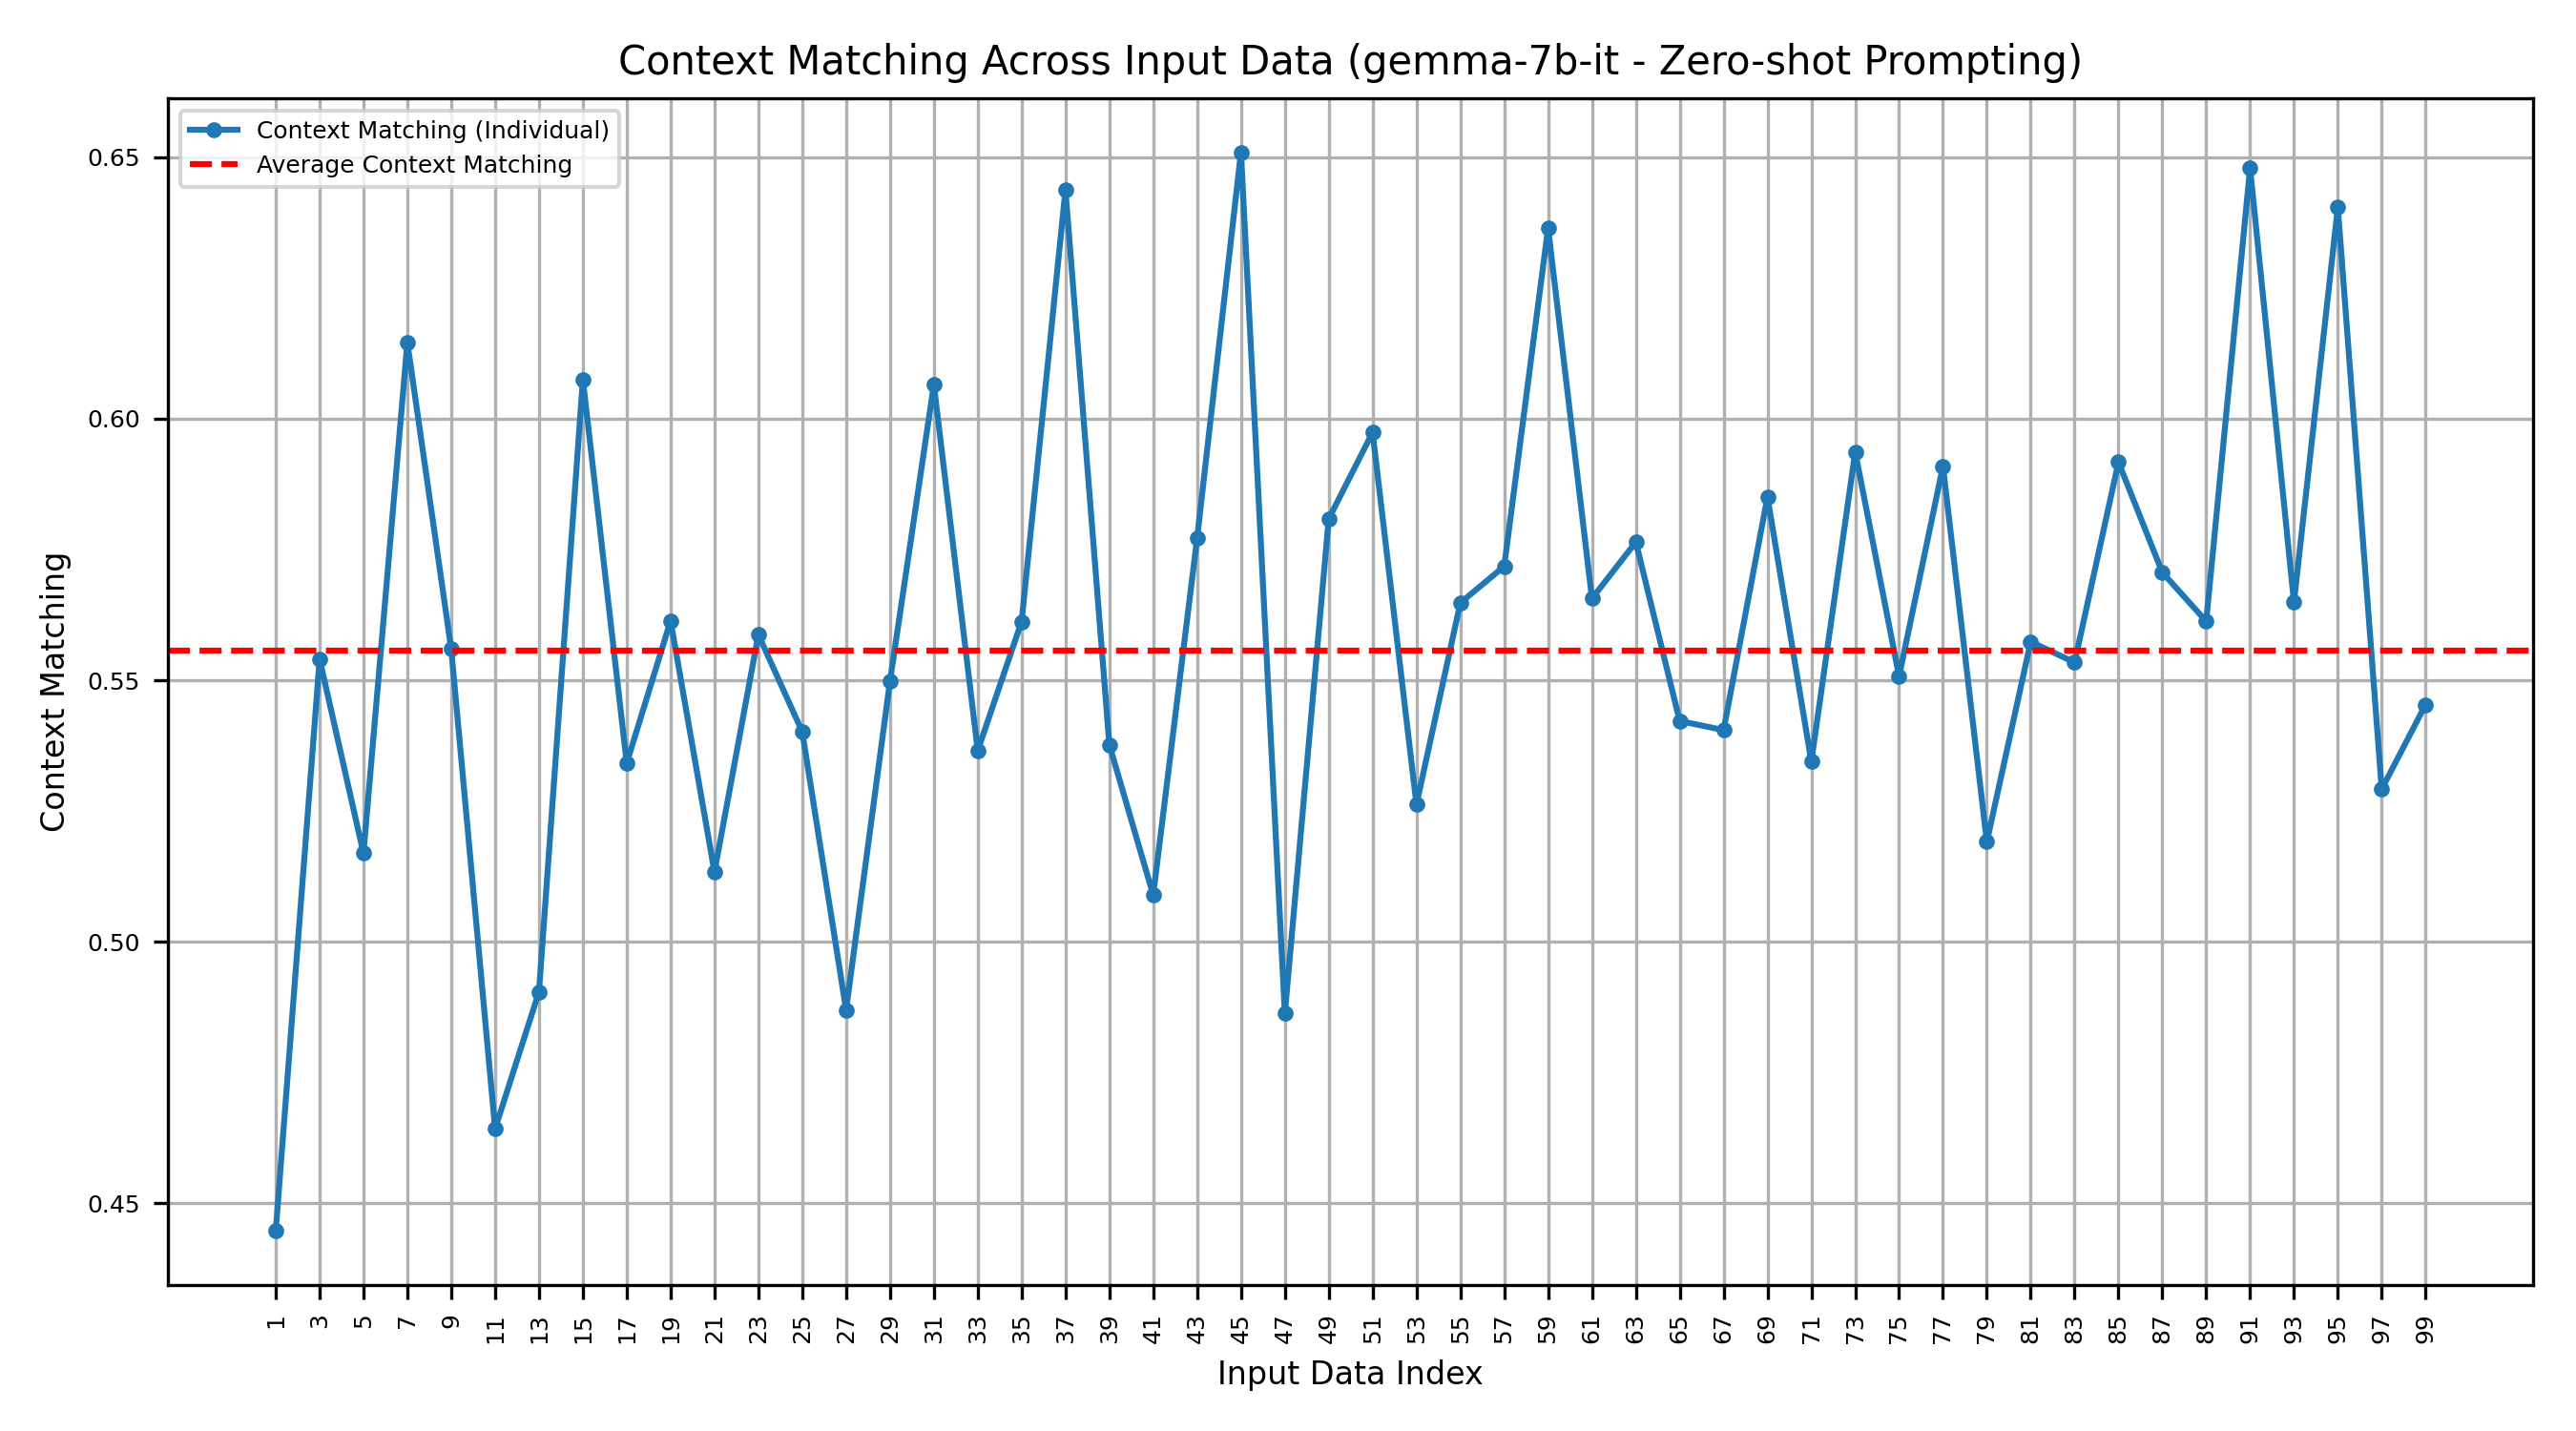 Context Matching Across Input Data (gemma-7b-it - Zero-shot Prompting)
Context Matching (Individual)
Average Context Matching
Context Matching
0.65
0.60
0.55
0.50
0.45
1 3 5 7 9 11 13 15 17 19 21 23 25 27 29 31 33 35 37 39 41 43 45 47 49 51 53 55 57 59 61 63 65 67 69 71 73 75 77 79 81 83 85 87 89 91 93 95 97 99
Input Data Index